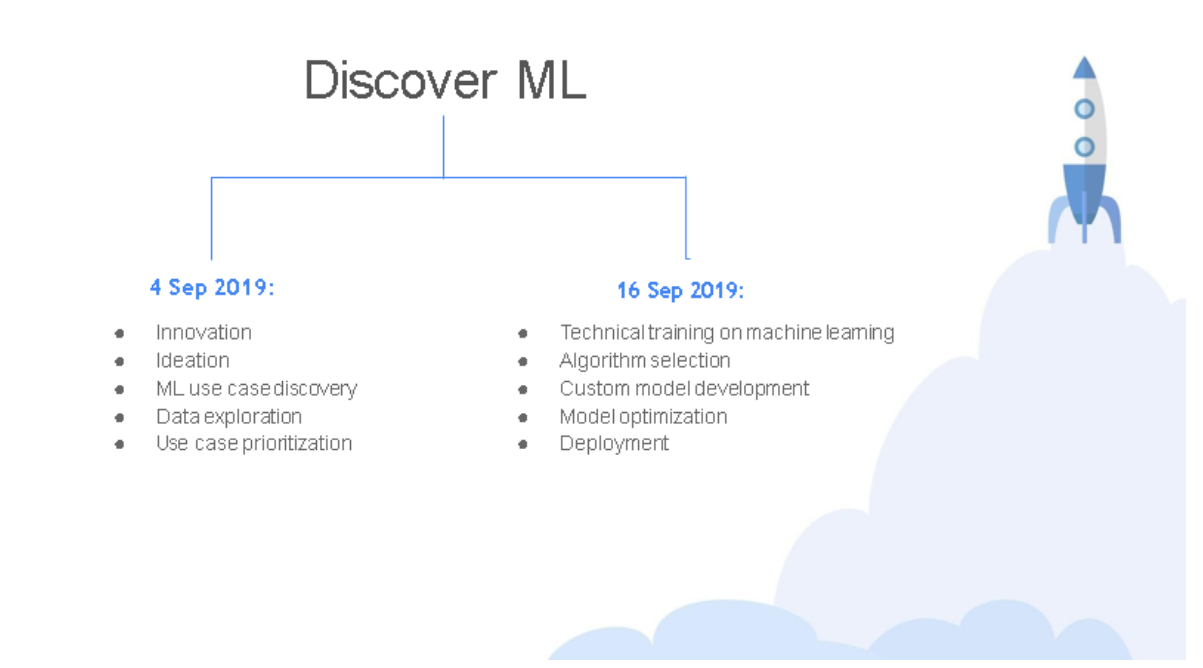 Discover ML
4 Sep 2019:
● Innovation
● Ideation
● ML use case discovery
● Data exploration
● Use case prioritization
16 Sep 2019:
● Technical training on machine learning
● Algorithm selection
● Custom model development
● Model optimization
● Deployment